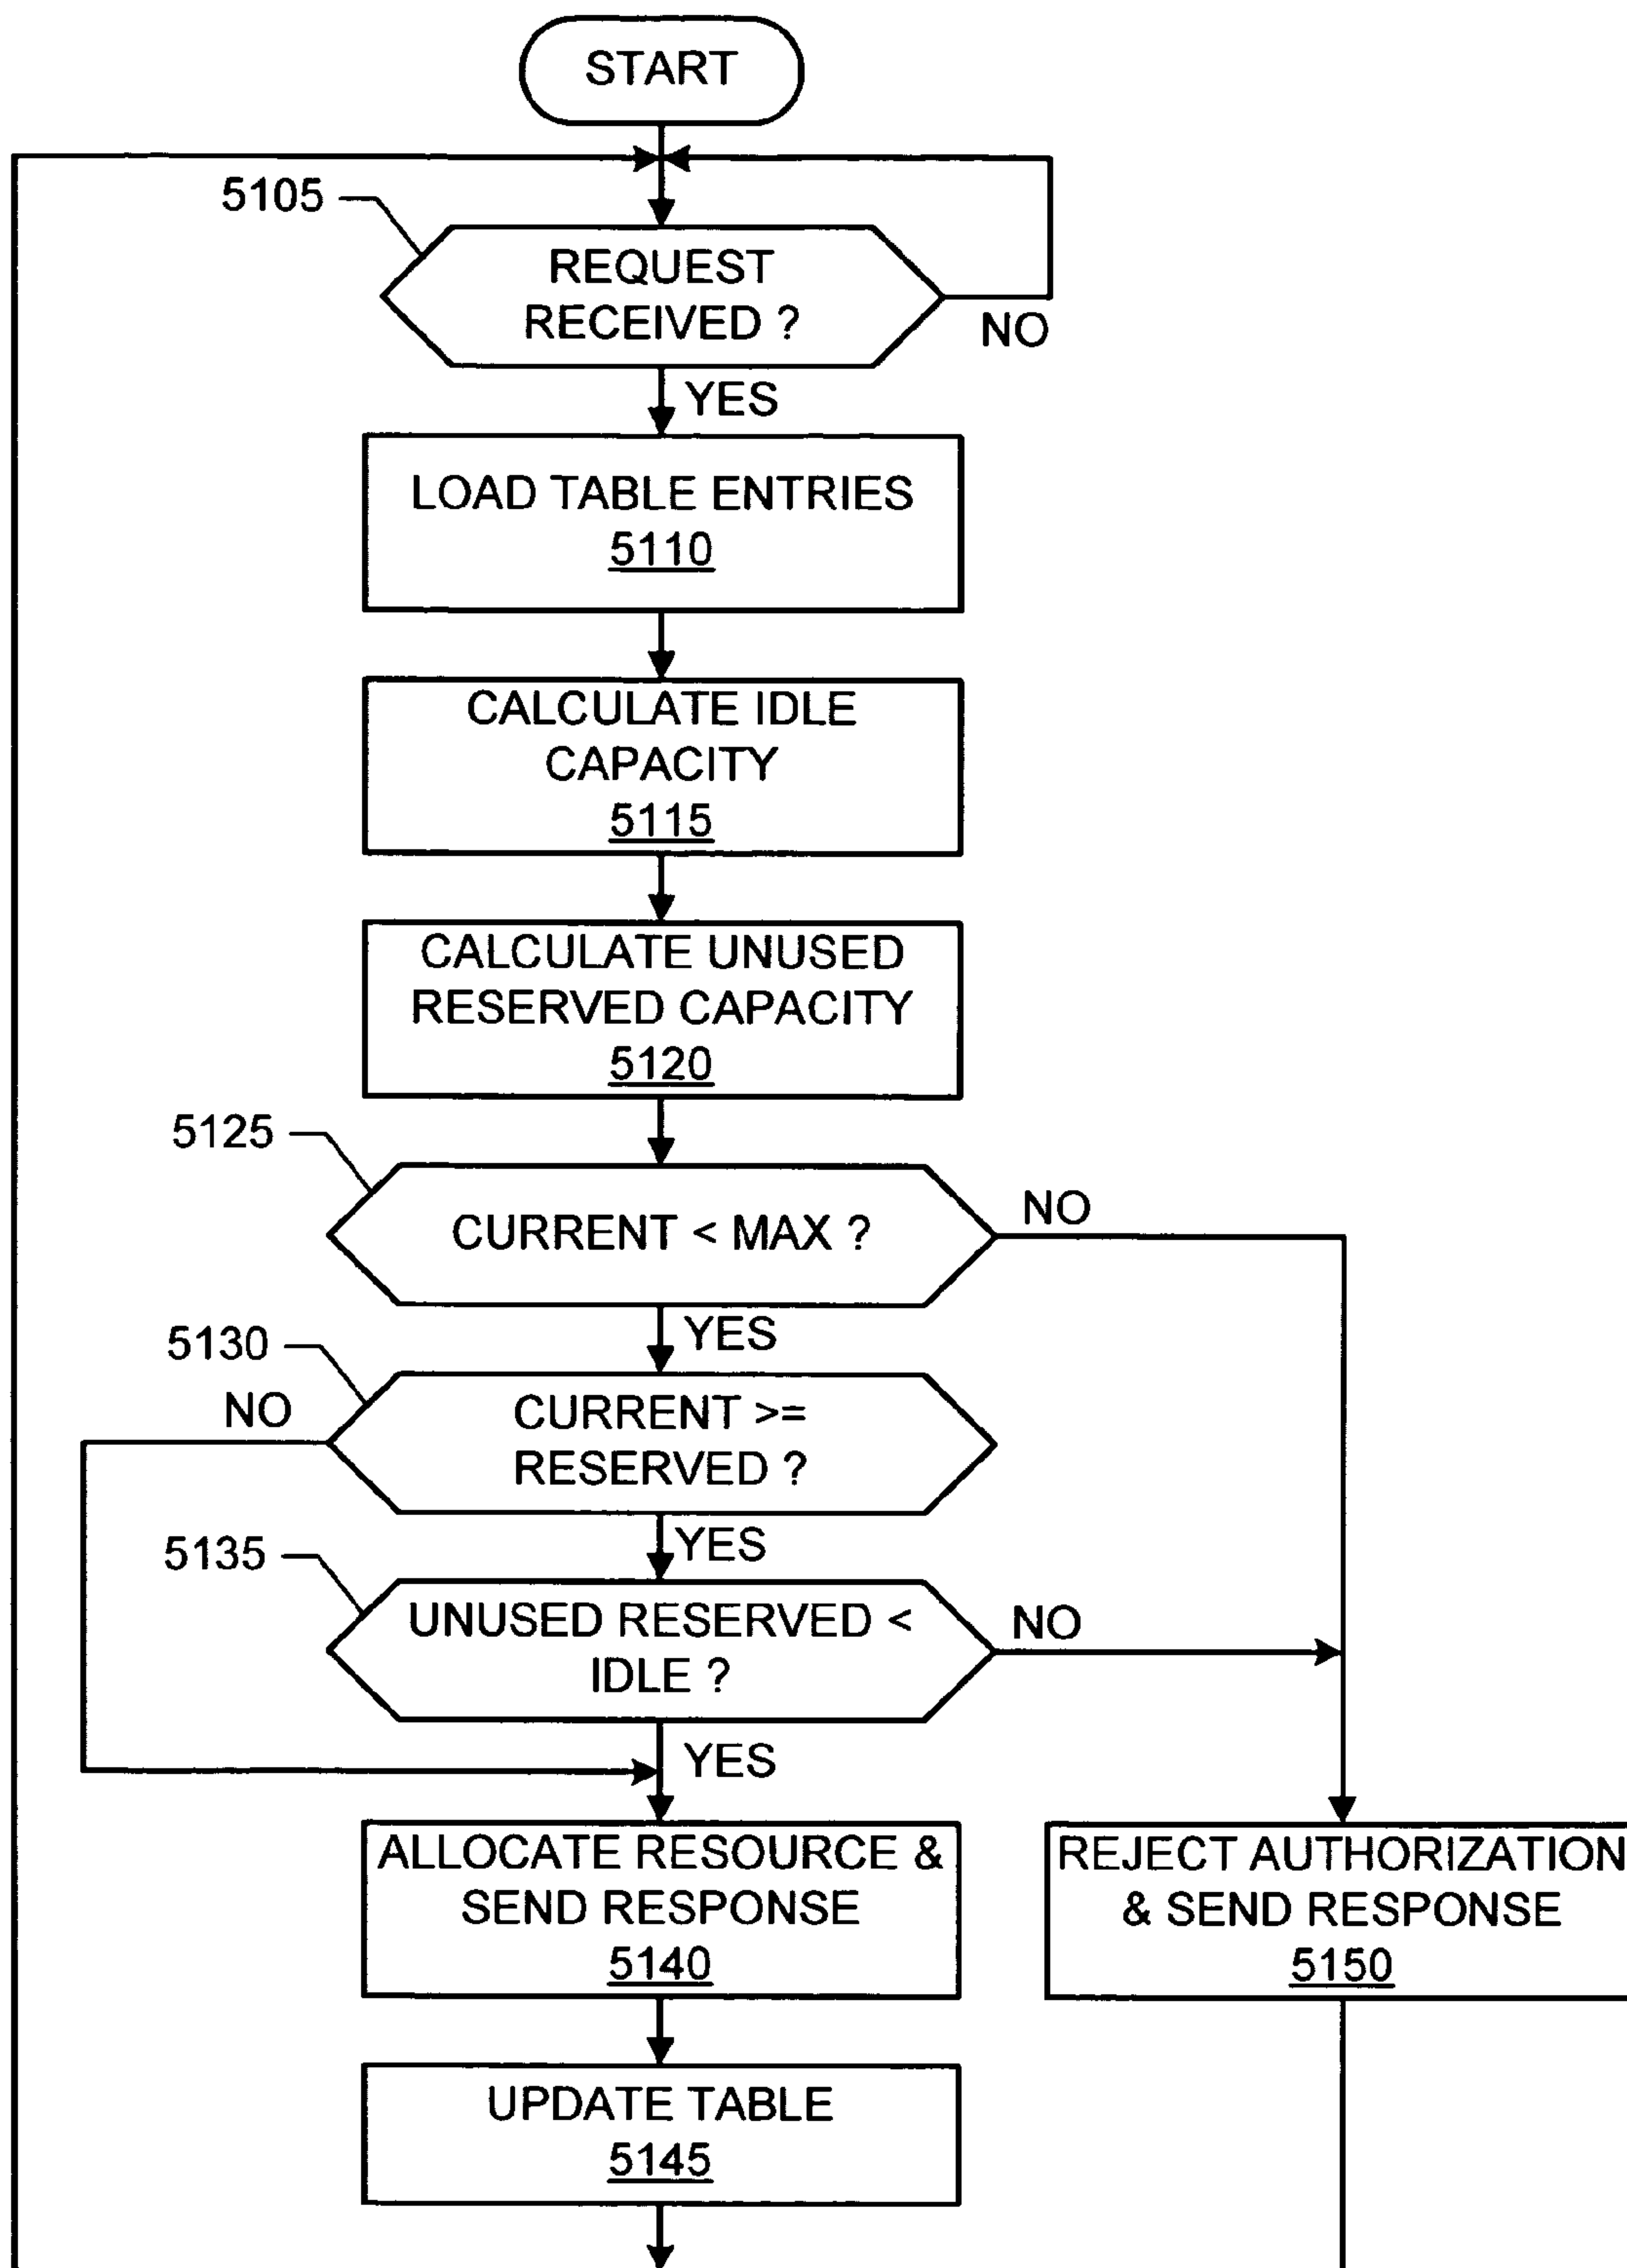 START
5105
REQUEST
RECEIVED ?
NO
YES
LOAD TABLE ENTRIES
5110
CALCULATE IDLE
CAPACITY
5115
CALCULATE UNUSED
RESERVED CAPACITY
5120
5125
CURRENT < MAX ?
NO
YES
5130
NO
CURRENT >=
RESERVED ?
YES
5135
UNUSED RESERVED <
IDLE ?
NO
YES
ALLOCATE RESOURCE &
SEND RESPONSE
5140
REJECT AUTHORIZATION
& SEND RESPONSE
5150
UPDATE TABLE
5145